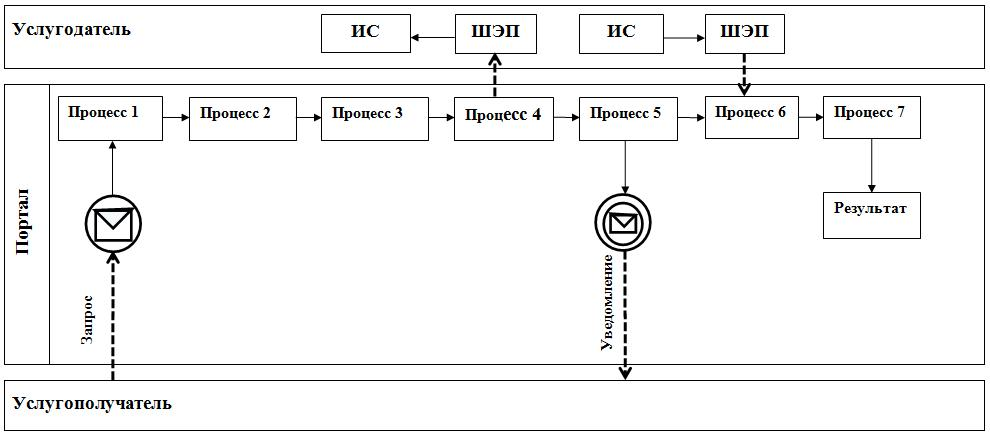 Услугодатель
ИС
ШЭП
ИС
ШЭП
Портал
Процесс 1
Процесс 2
Процесс 3
Процесс 4
Процесс 5
Процесс 6
Процесс 7
Результат
Запрос
Уведомление
Услугополучатель